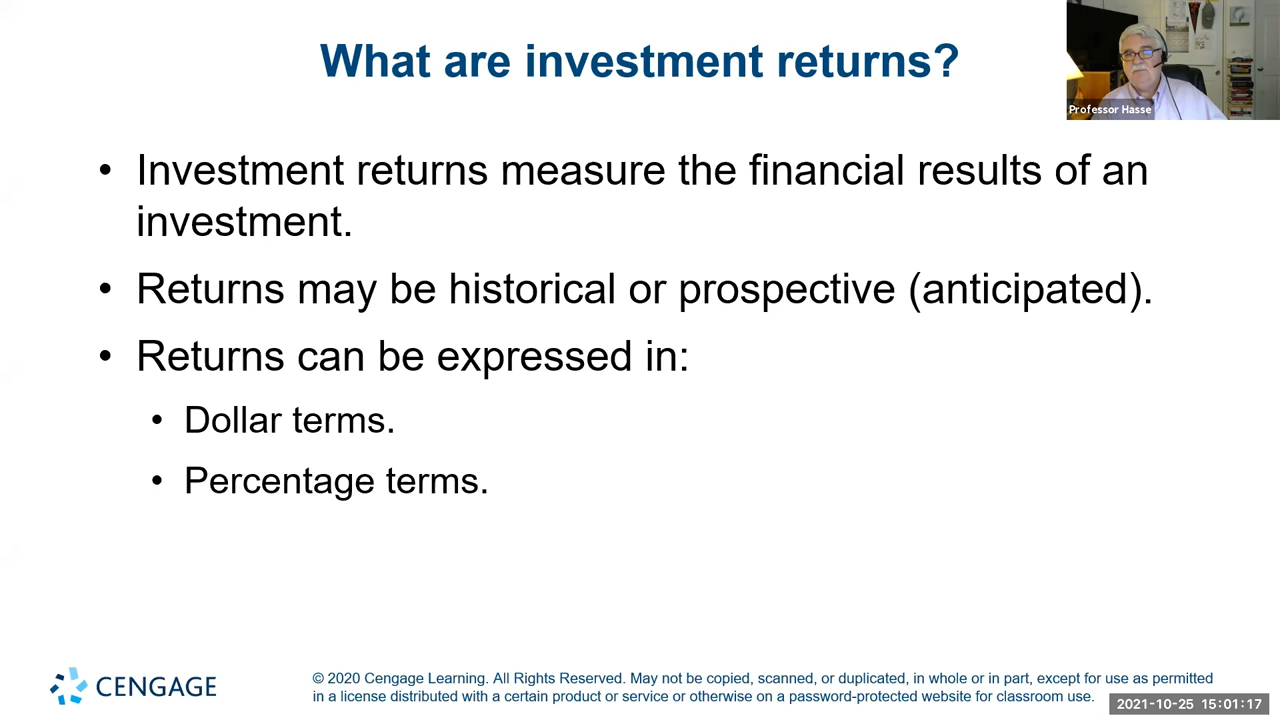 What are investment returns?
Professor Hasse
• Investment returns measure the financial results of an
investment.
• Returns may be historical or prospective (anticipated).
• Returns can be expressed in:
• Dollar terms.
• Percentage terms.
CENGAGE
© 2020 Cengage Learning. All Rights Reserved. May not be copied, scanned, or duplicated, in whole or in part, except for use as permitted
in a license distributed with a certain product or service or otherwise on a password-protected website for classroom use.
2021-10-25 15:01:17